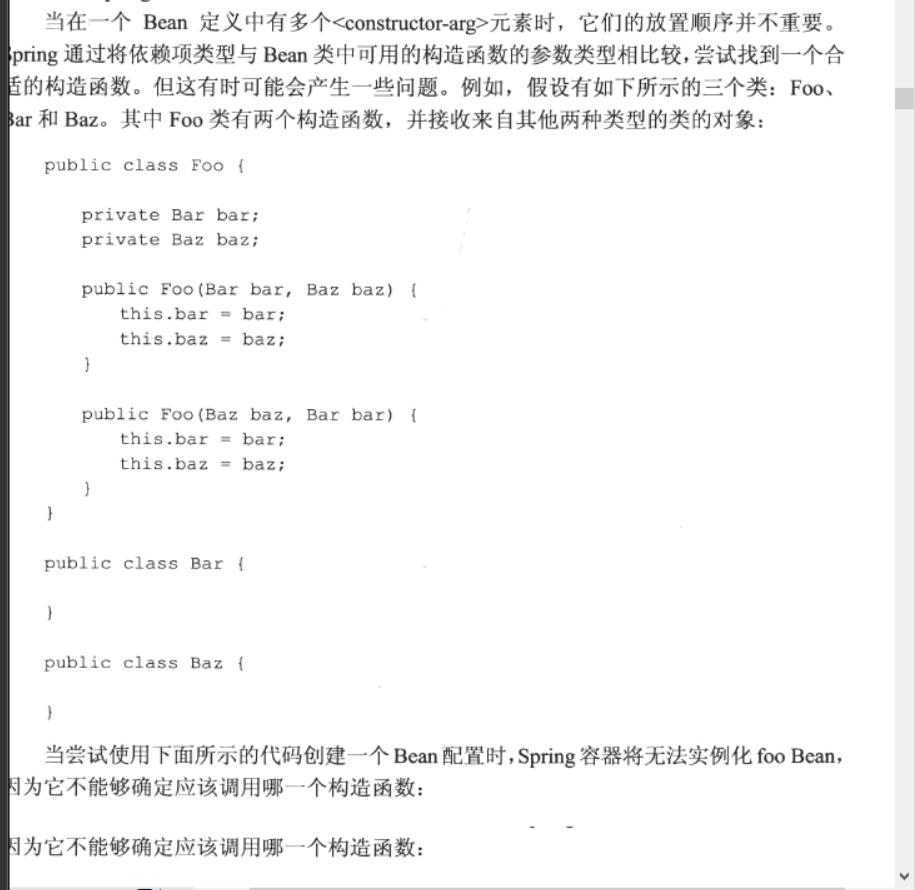 当在一个 Bean 定义中有多个<constructor-arg>元素时，它们的放置顺序并不重要。
Spring 通过将依赖项类型与 Bean 类中可用的构造函数的参数类型相比较，尝试找到一个合
适的构造函数。但这有时可能会产生一些问题。例如，假设有如下所示的三个类：Foo、
Bar 和 Baz。其中 Foo 类有两个构造函数，并接收来自其他两种类型的类的对象：
public class Foo {
private Bar bar;
private Baz baz;
public Foo(Bar bar, Baz baz) {
this.bar = bar;
this.baz = baz;
}
public Foo(Baz baz, Bar bar) {
this.bar = bar;
this.baz = baz;
}
}
public class Bar {
}
public class Baz {
}
当尝试使用下面所示的代码创建一个 Bean 配置时，Spring 容器将无法实例化 foo Bean，
因为它不能够确定应该调用哪一个构造函数：
因为它不能够确定应该调用哪一个构造函数：